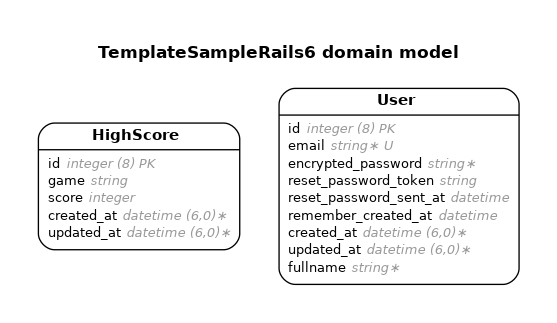 TemplateSampleRails6 domain model
HighScore
id integer (8) PK
game string
score integer
created_at datetime (6,0)∗
updated_at datetime (6,0)∗
User
id integer (8) PK
email string∗ U
encrypted_password string∗
reset_password_token string
reset_password_sent_at datetime
remember_created_at datetime
created_at datetime (6,0)∗
updated_at datetime (6,0)∗
fullname string∗